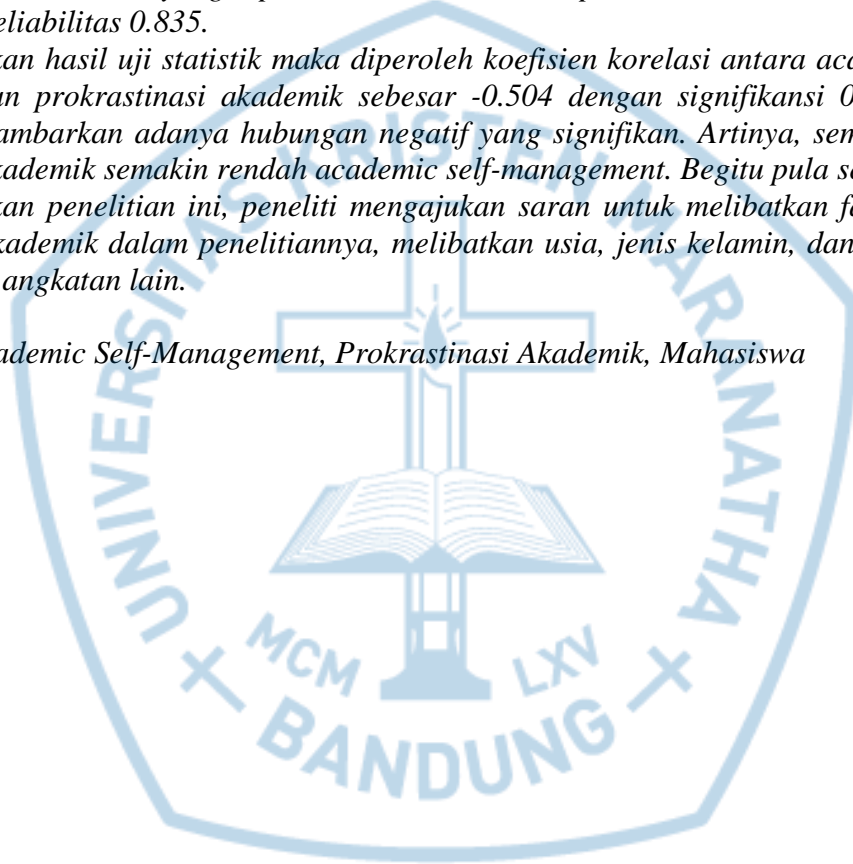 eliabilitas 0.835.
kan hasil uji statistik maka diperoleh koefisien korelasi antara aca
an prokrastinasi akademik sebesar -0.504 dengan signifikansi 0
ambarkan adanya hubungan negatif yang signifikan. Artinya, sem
kademik semakin rendah academic self-management. Begitu pula se
kan penelitian ini, peneliti mengajukan saran untuk melibatkan fa
kademik dalam penelitiannya, melibatkan usia, jenis kelamin, dan
angkatan lain.
ademic Self-Management, Prokrastinasi Akademik, Mahasiswa
UNIVERSITAS KRISTEN MARANATHA
MCM LXV
BANDUNG